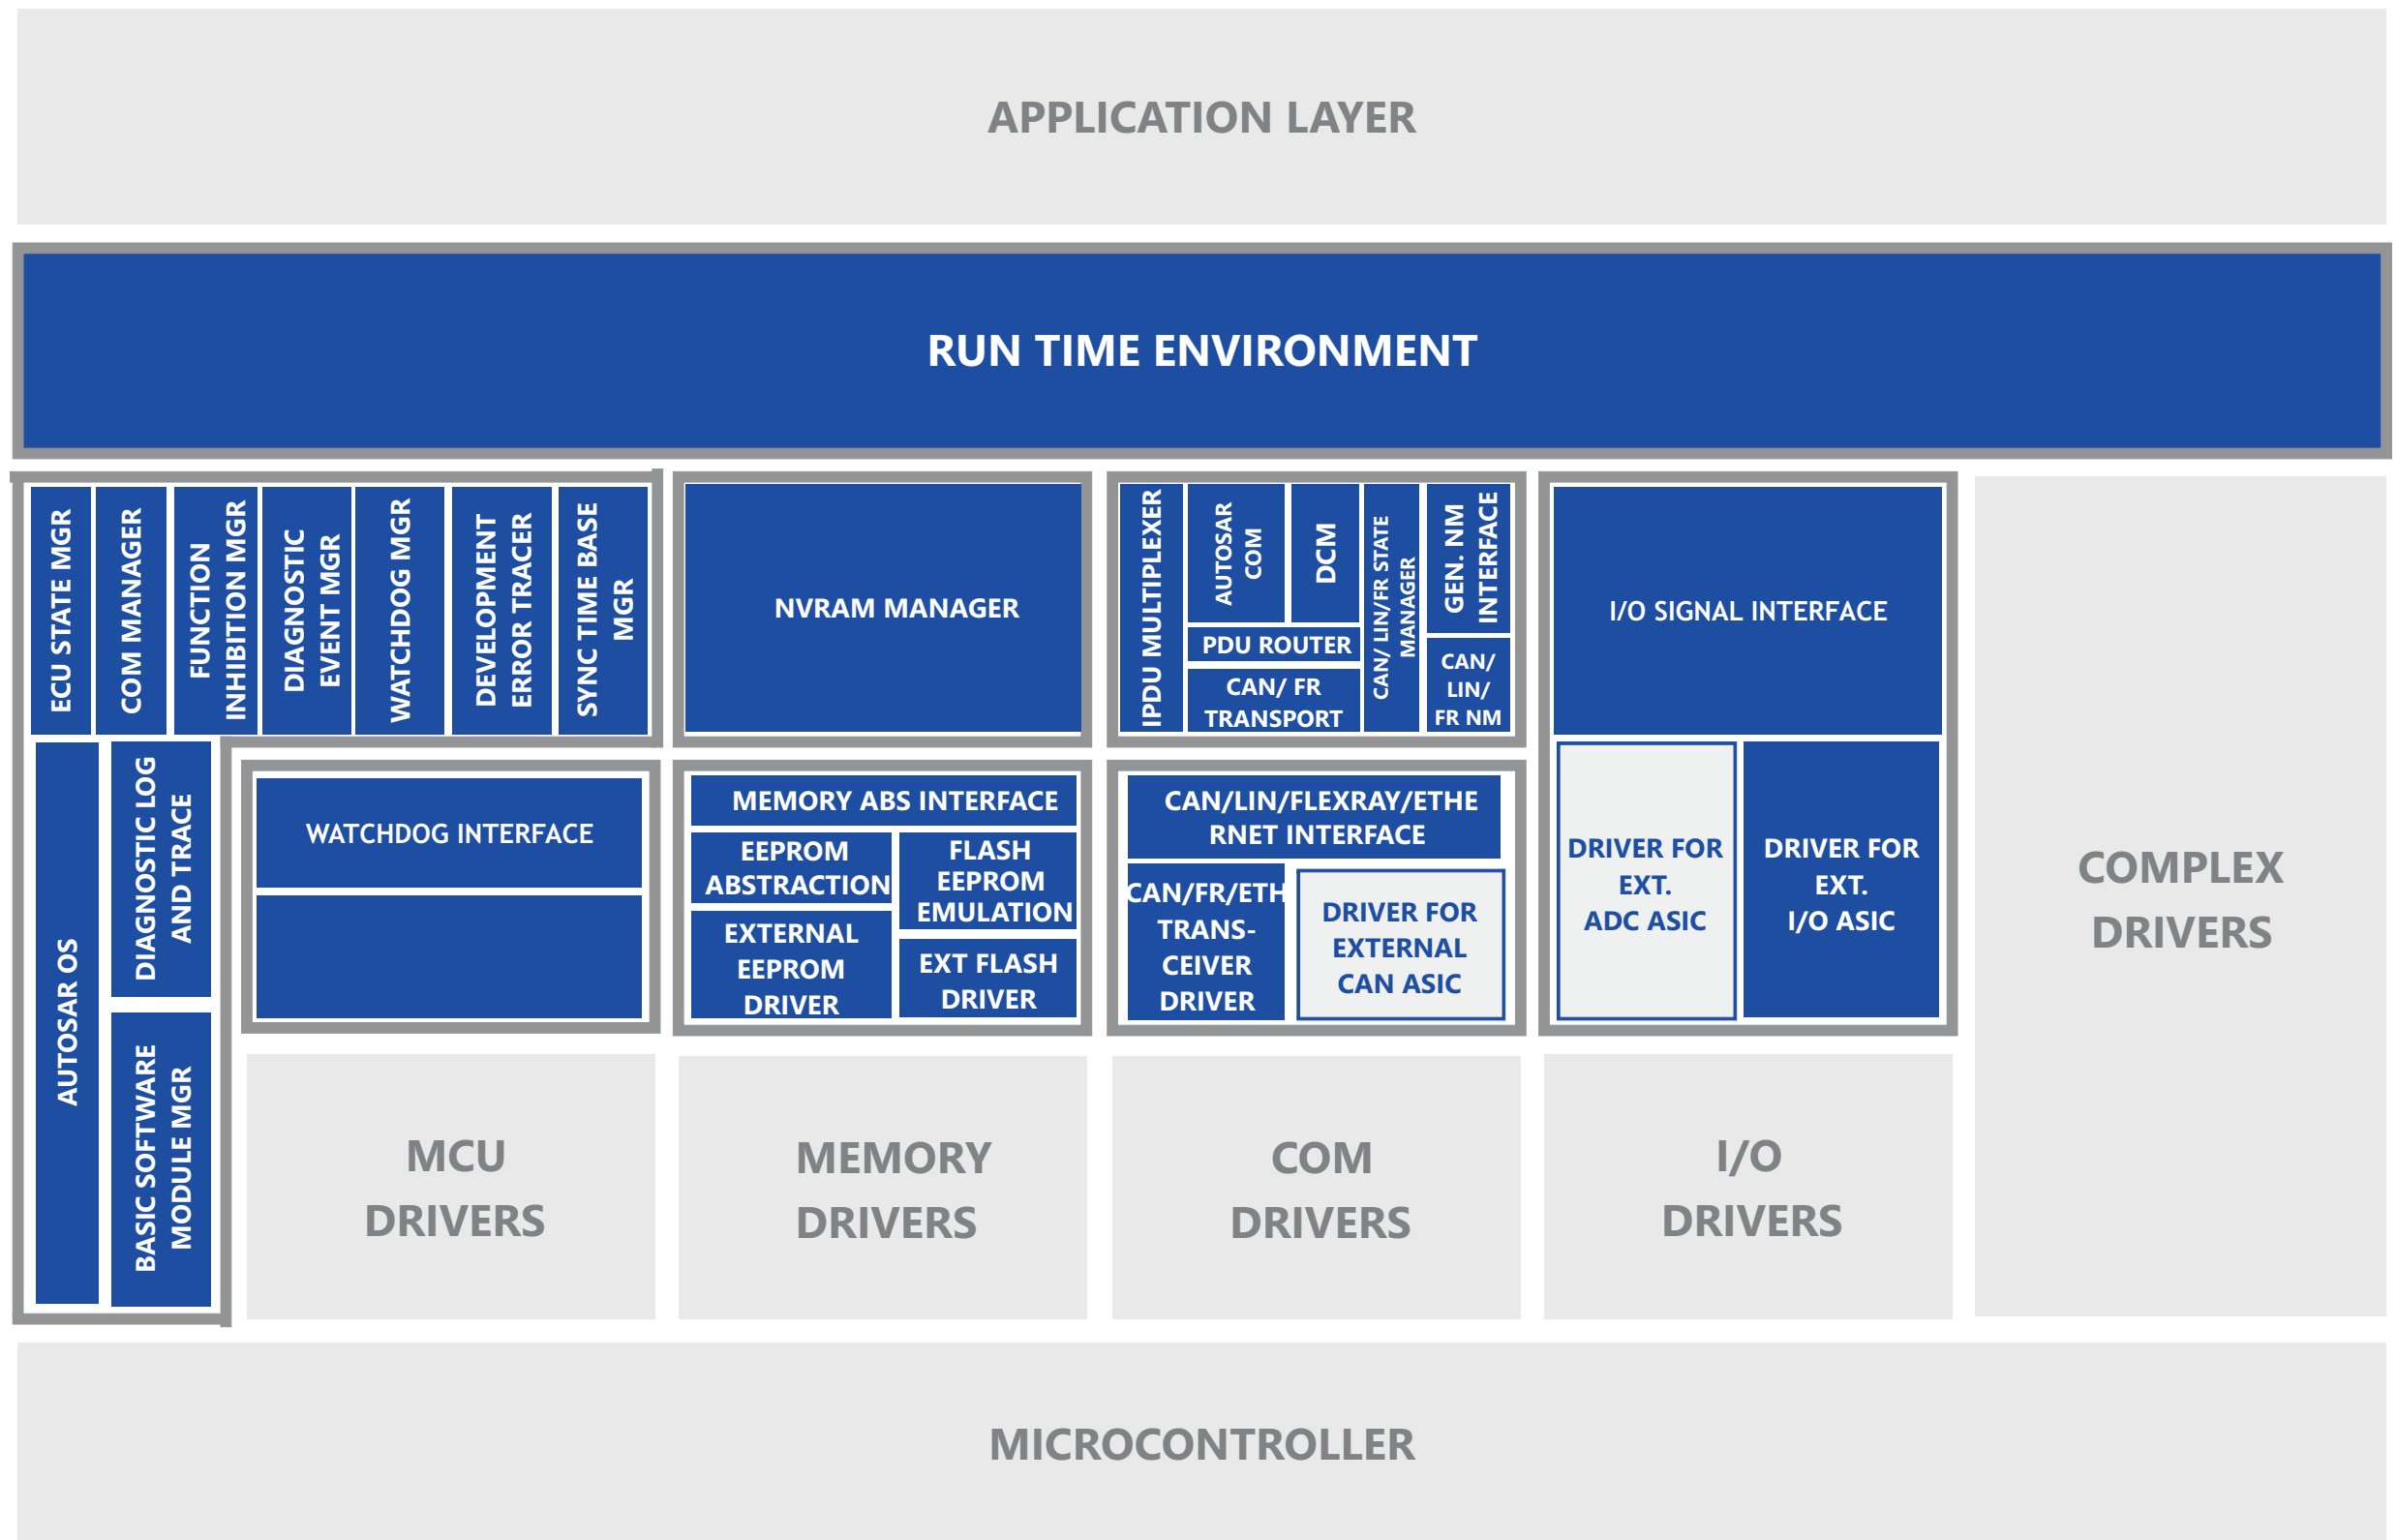 APPLICATION LAYER
RUN TIME ENVIRONMENT
ECU STATE MGR
COM MANAGER
FUNCTION
INHIBITION MGR
DIAGNOSTIC
EVENT MGR
WATCHDOG MGR
DEVELOPMENT
ERROR TRACER
SYNC TIME BASE
MGR
NVRAM MANAGER
IPDU MULTIPLEXER
AUTOSAR
COM
DCM
PDU ROUTER
CAN/ FR
TRANSPORT
CAN/ LIN/FR STATE
MANAGER
GEN. NM
INTERFACE
CAN/
LIN/
FR NM
I/O SIGNAL INTERFACE
AUTOSAR OS
DIAGNOSTIC LOG
AND TRACE
BASIC SOFTWARE
MODULE MGR
WATCHDOG INTERFACE
MEMORY ABS INTERFACE
EEPROM
ABSTRACTION
FLASH
EEPROM
EMULATION
EXTERNAL
EEPROM
DRIVER
EXT FLASH
DRIVER
CAN/LIN/FLEXRAY/ETHE
RNET INTERFACE
CAN/FR/ETH
TRANS-
CEIVER
DRIVER
DRIVER FOR
EXTERNAL
CAN ASIC
DRIVER FOR
EXT.
ADC ASIC
DRIVER FOR
EXT.
I/O ASIC
COMPLEX
DRIVERS
MCU
DRIVERS
MEMORY
DRIVERS
COM
DRIVERS
I/O
DRIVERS
MICROCONTROLLER